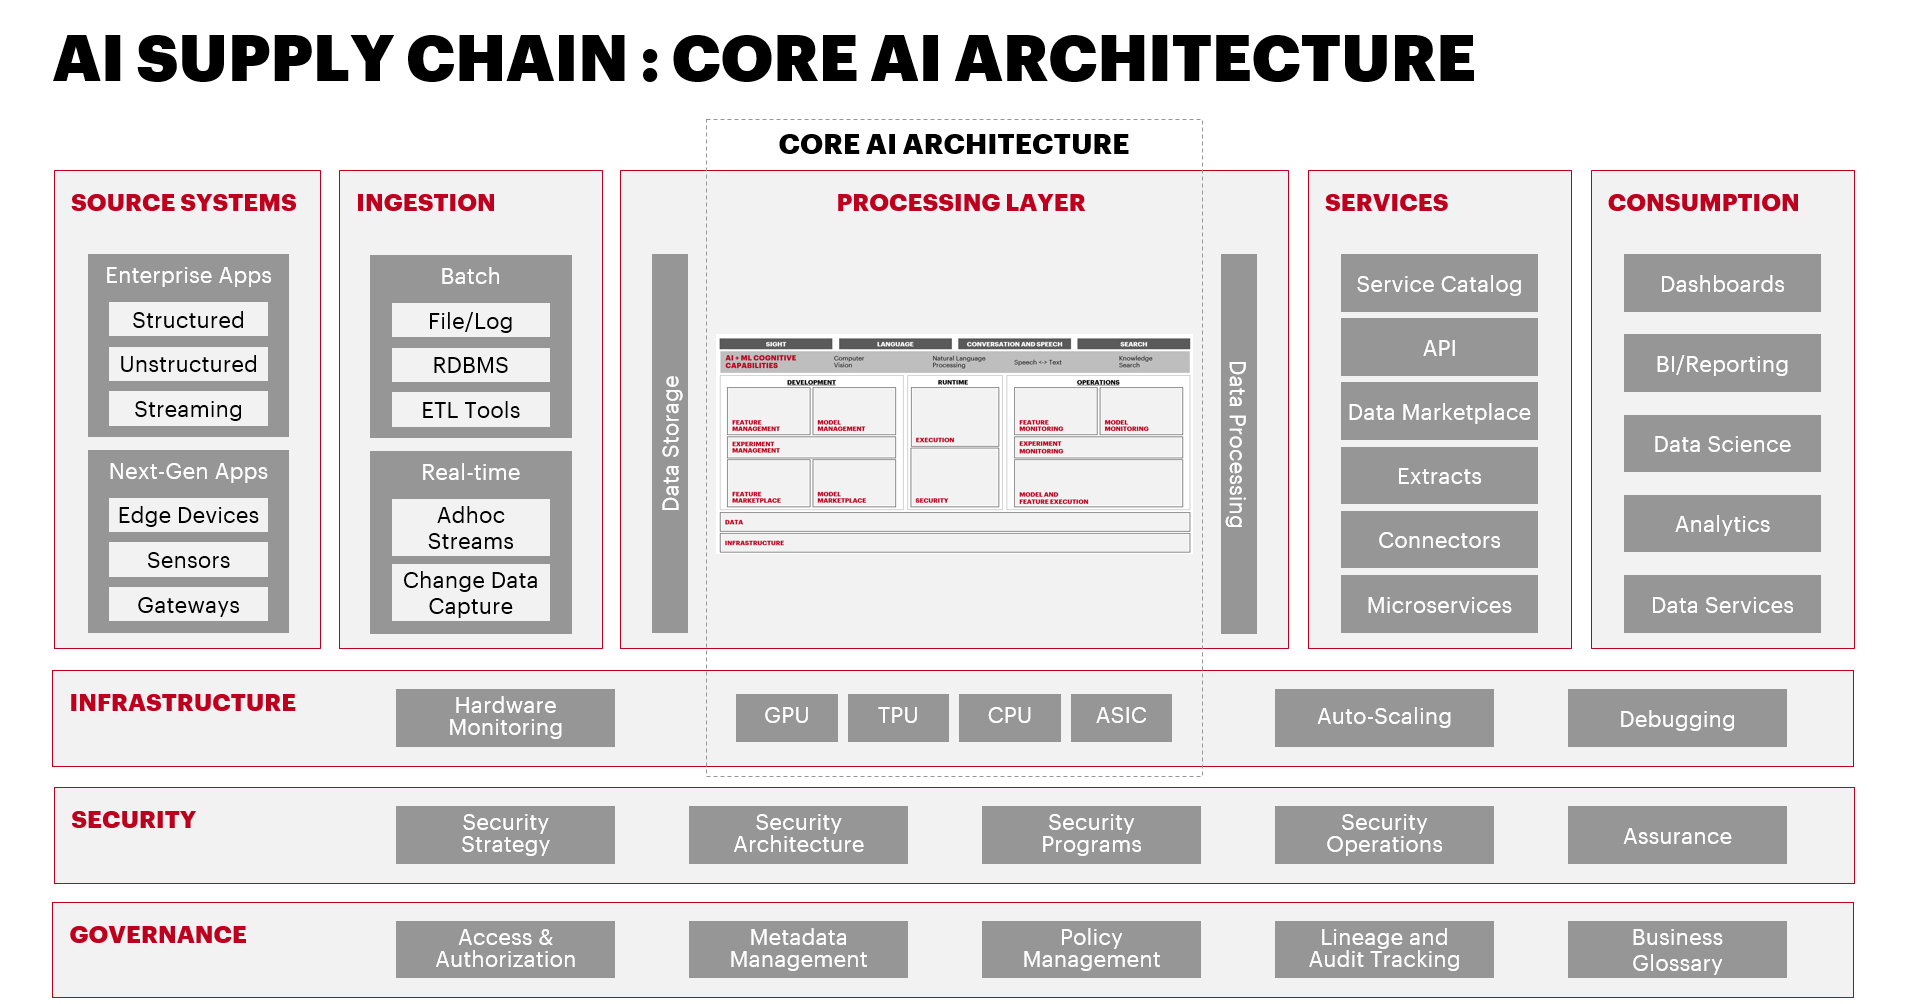 AI SUPPLY CHAIN : CORE AI ARCHITECTURE
CORE AI ARCHITECTURE
SOURCE SYSTEMS
Enterprise Apps
Structured
Unstructured
Streaming
Next-Gen Apps
Edge Devices
Sensors
Gateways
INGESTION
Batch
File/Log
RDBMS
ETL Tools
Real-time
Adhoc
Streams
Change Data
Capture
PROCESSING LAYER
Data Storage
SIGHT
LANGUAGE
CONVERSATION AND SPEECH
SEARCH
AI + ML COGNITIVE
CAPABILITIES
Computer
Vision
Natural Language
Processing
Speech <-> Text
Knowledge
Search
DEVELOPMENT
FEATURE
MANAGEMENT
MODEL
MANAGEMENT
EXPERIMENT
MANAGEMENT
FEATURE
MARKETPLACE
MODEL
MARKETPLACE
RUNTIME
EXECUTION
SECURITY
OPERATIONS
FEATURE
MONITORING
MODEL
MONITORING
EXPERIMENT
MONITORING
MODEL AND
FEATURE EXECUTION
DATA
INFRASTRUCTURE
Data Processing
SERVICES
Service Catalog
API
Data Marketplace
Extracts
Connectors
Microservices
CONSUMPTION
Dashboards
BI/Reporting
Data Science
Analytics
Data Services
INFRASTRUCTURE
Hardware
Monitoring
GPU
TPU
CPU
ASIC
Auto-Scaling
Debugging
SECURITY
Security
Strategy
Security
Architecture
Security
Programs
Security
Operations
Assurance
GOVERNANCE
Access &
Authorization
Metadata
Management
Policy
Management
Lineage and
Audit Tracking
Business
Glossary